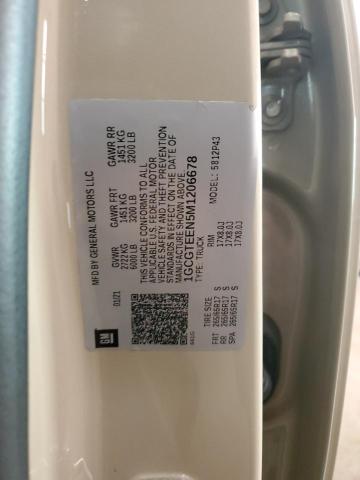 MFD BY GENERAL MOTORS LLC
01/21
GVWR GAWR FRT GAWR RR
2722 KG 1451 KG 1451 KG
6000 LB 3200 LB 3200 LB
THIS VEHICLE CONFORMS TO ALL
APPLICABLE U.S. FEDERAL MOTOR
VEHICLE SAFETY AND THEFT PREVENTION
STANDARDS IN EFFECT ON THE DATE OF
MANUFACTURE SHOWN ABOVE.
1GCGTEEN5M1206678
TYPE: TRUCK MODEL: 5812P43
GM
TIRE SIZE RIM
FRT 265/65R17 S 17X8.0J
RR 265/65R17 S 17X8.0J
SPA 265/65R17 S 17X8.0J